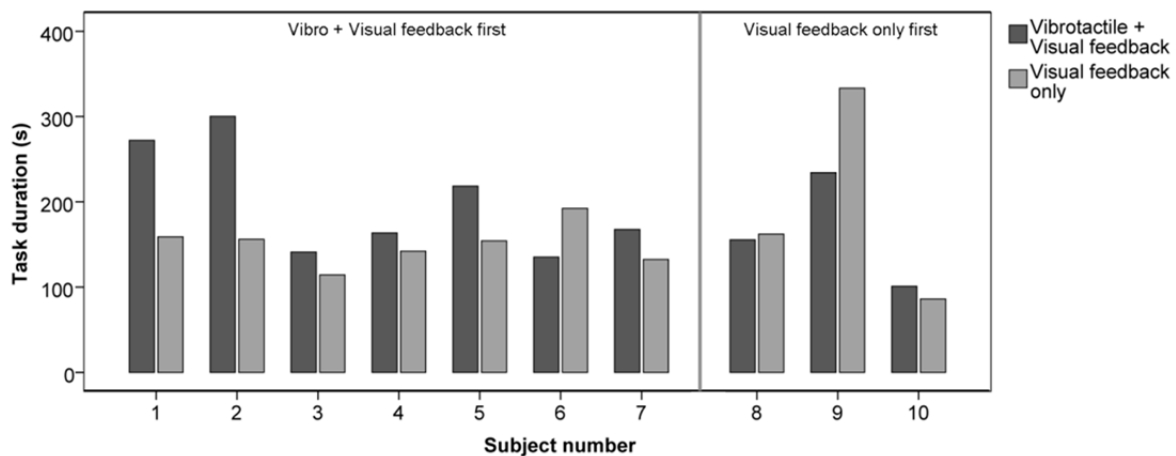 Vibro + Visual feedback first
Visual feedback only first
Vibrotactile +
Visual feedback
Visual feedback
only
Task duration (s)
400
300
200
100
0
1 2 3 4 5 6 7 8 9 10
Subject number